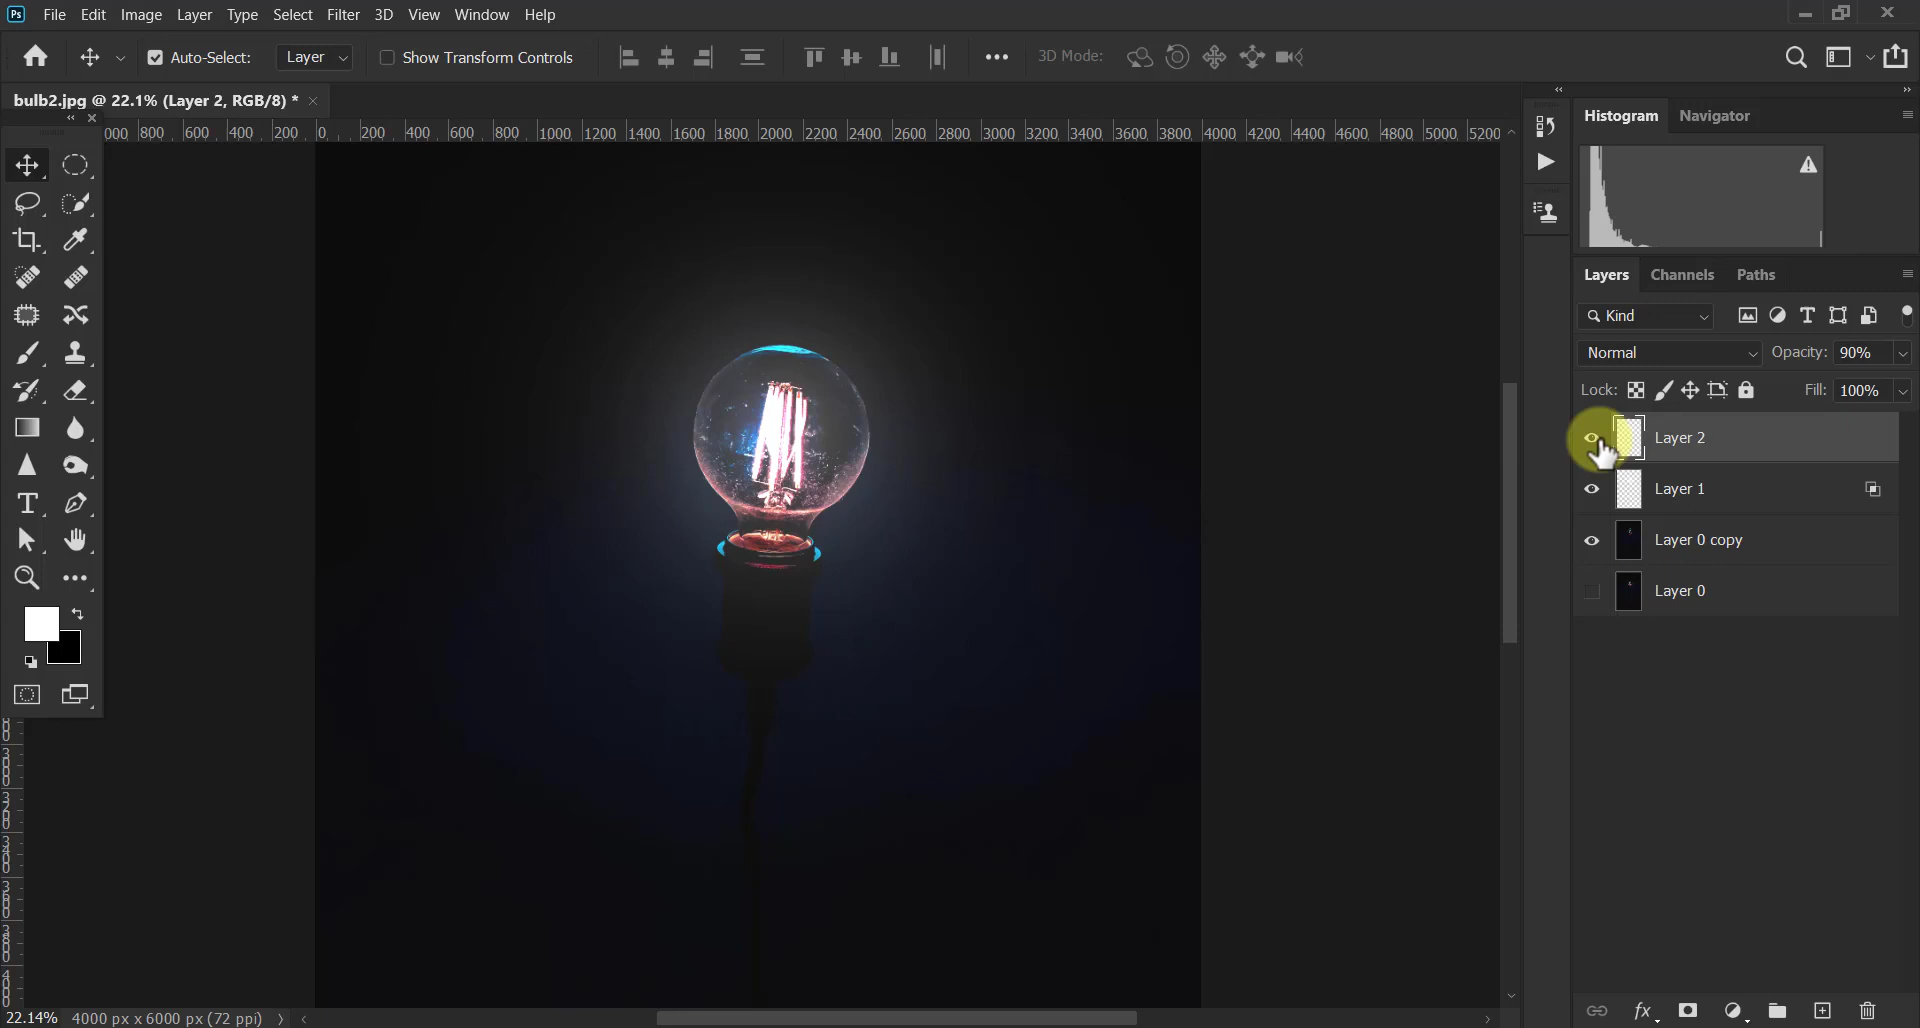 Ps File Edit Image Layer Type Select Filter 3D View Window Help
Auto-Select: Layer Show Transform Controls 3D Mode:
bulb2.jpg @ 22.1% (Layer 2, RGB/8) *
000 800 600 400 200 0 200 400 600 800 1000 1200 1400 1600 1800 2000 2200 2400 2600 2800 3000 3200 3400 3600 3800 4000 4200 4400 4600 4800 5000 5200
Histogram Navigator
Layers Channels Paths
Kind
Normal Opacity: 90%
Lock: Fill: 100%
Layer 2
Layer 1
Layer 0 copy
Layer 0
22.14% 4000 px x 6000 px (72 ppi)